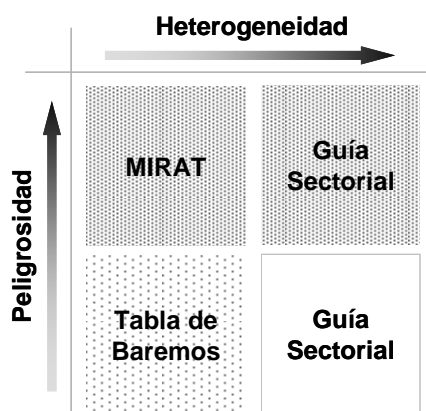 Heterogeneidad
Peligrosidad
MIRAT
Guía
Sectorial
Tabla de
Baremos
Guía
Sectorial